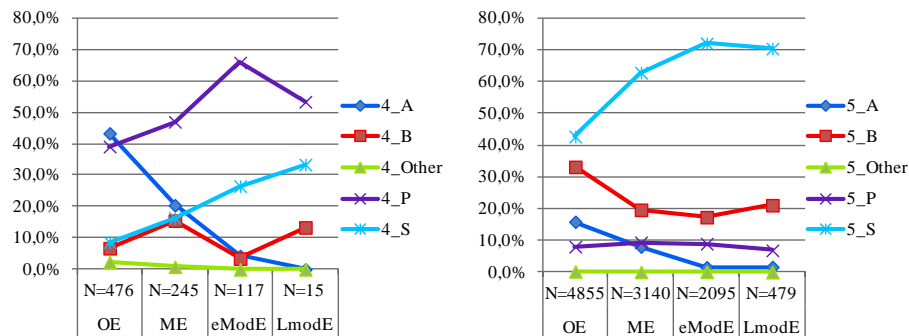 80,0%
70,0%
60,0%
50,0%
40,0%
30,0%
20,0%
10,0%
0,0%
N=476 N=245 N=117 N=15
OE ME eModE LmodE
4_A
4_B
4_Other
4_P
4_S
80,0%
70,0%
60,0%
50,0%
40,0%
30,0%
20,0%
10,0%
0,0%
N=4855 N=3140 N=2095 N=479
OE ME eModE LmodE
5_A
5_B
5_Other
5_P
5_S